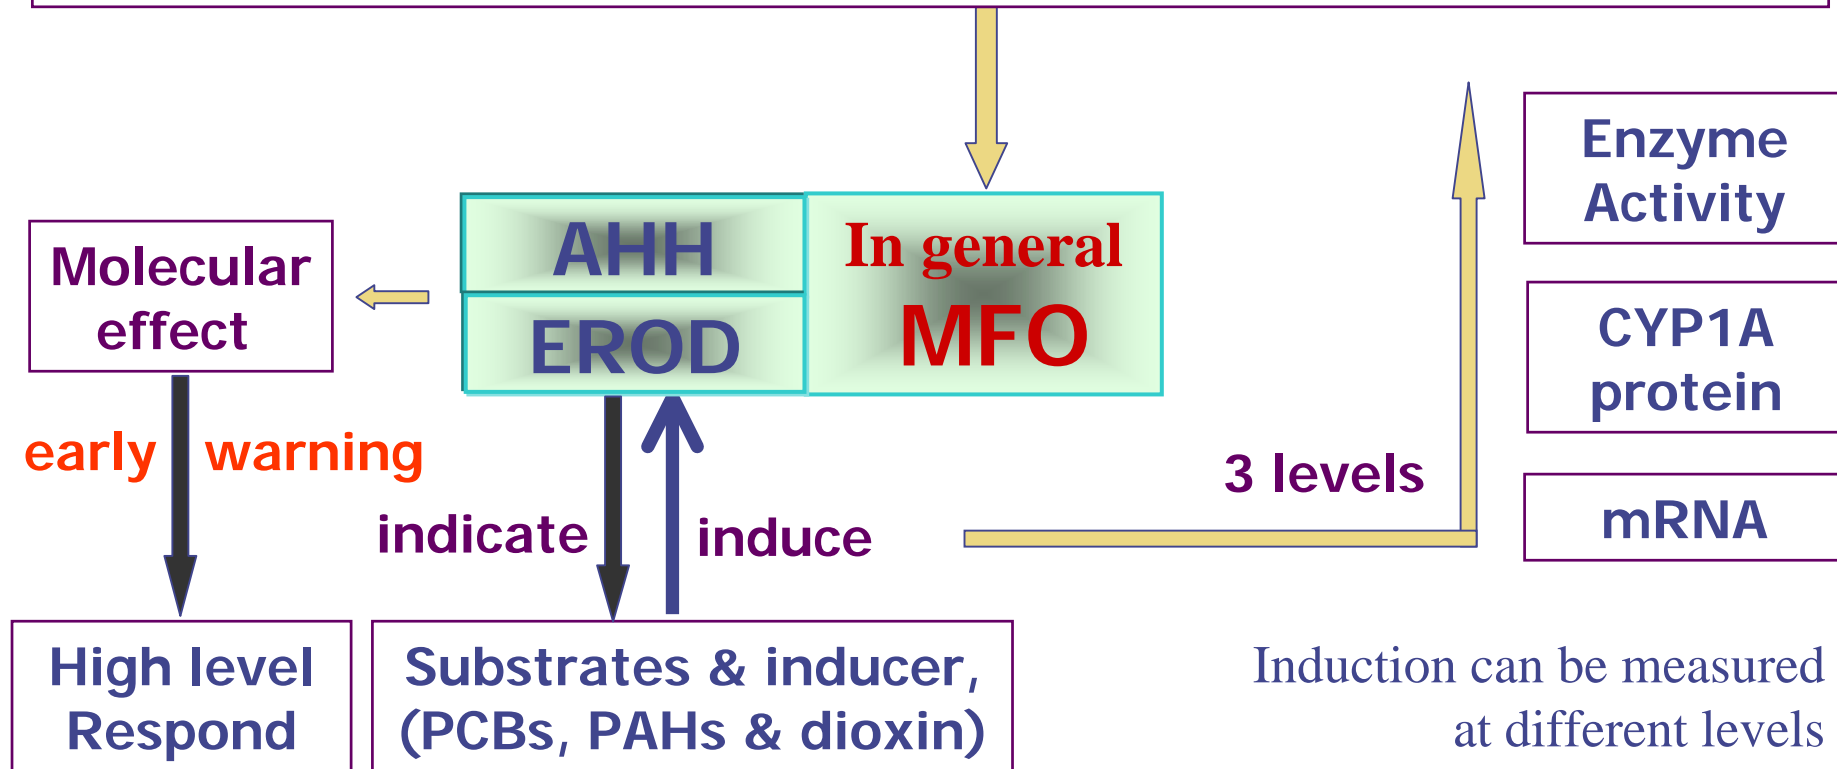 Molecular
effect
early warning
High level
Respond
AHH
EROD
In general
MFO
indicate
induce
Substrates & inducer,
(PCBs, PAHs & dioxin)
3 levels
Enzyme
Activity
CYP1A
protein
mRNA
Induction can be measured
at different levels